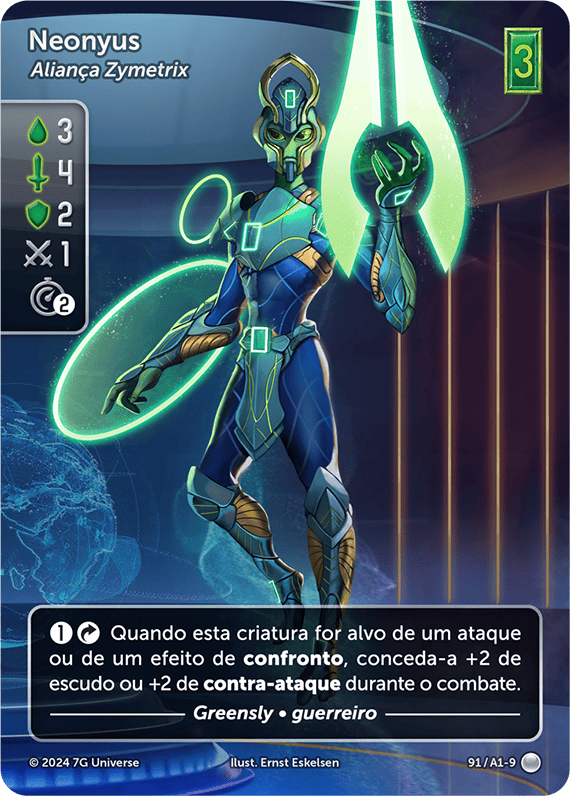 Neonyus
Aliança Zymetrix
3
3
4
2
1
2
1 Quando esta criatura for alvo de um ataque
ou de um efeito de confronto, conceda-a +2 de
escudo ou +2 de contra-ataque durante o combate.
Greensly • guerreiro
© 2024 7G Universe Ilust. Ernst Eskelsen 91/A1-9